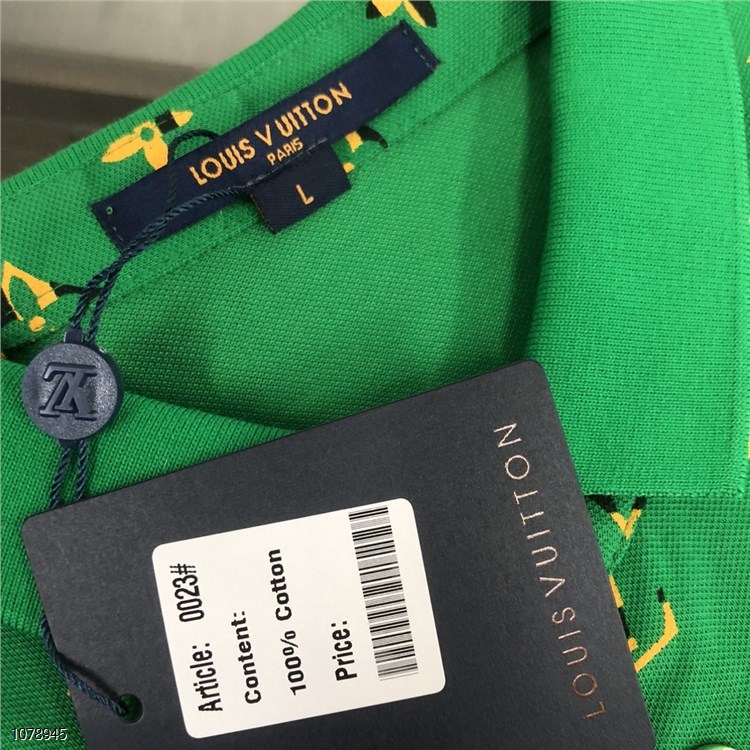 LOUIS VUITTON
PARIS
L
LOUIS VUITTON
Article: 0023#
Content:
100% Cotton
Price:
1078945